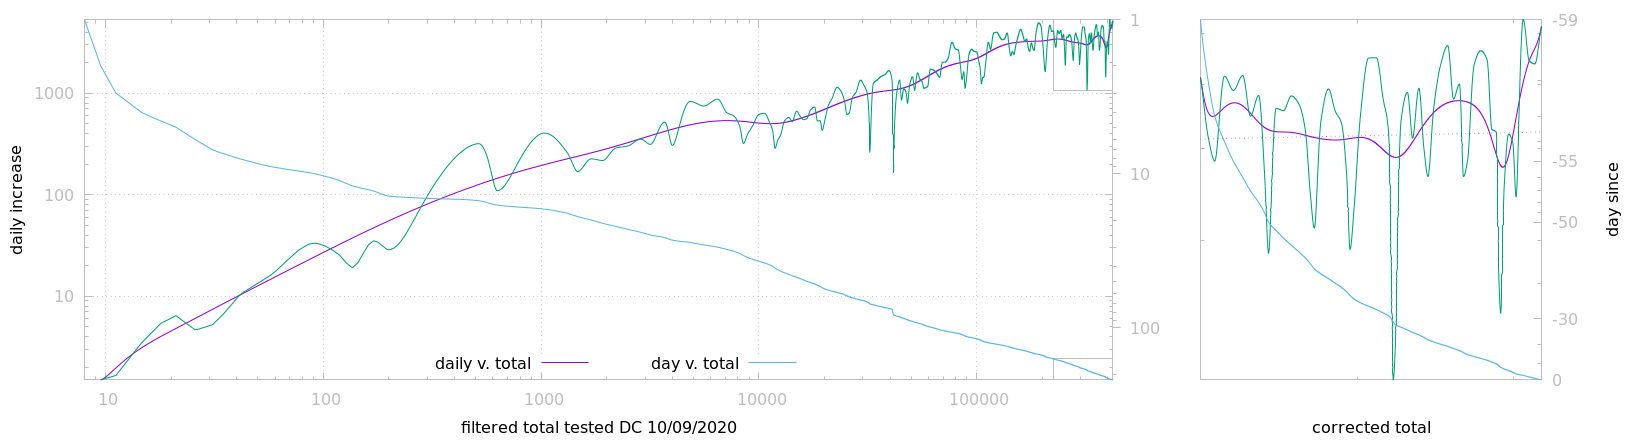 daily increase
1000
100
10
10
100
1000
10000
100000
1
10
100
daily v. total
day v. total
filtered total tested DC 10/09/2020
-59
-55
-50
-30
0
day since
corrected total